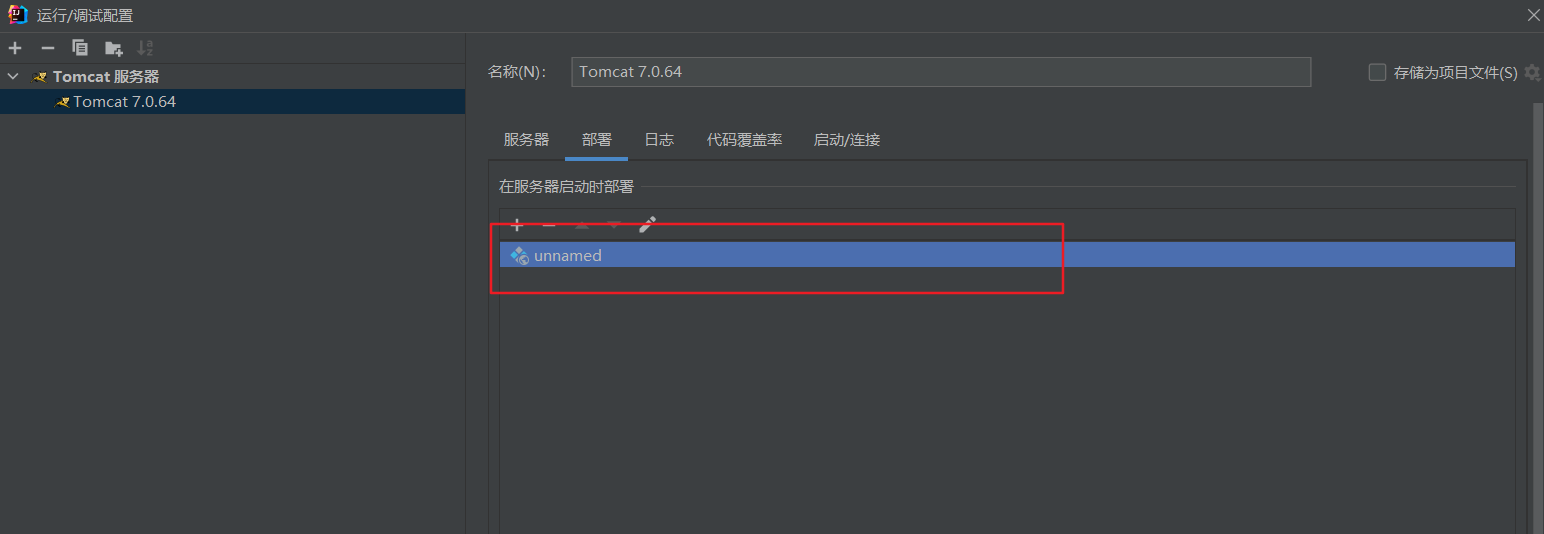 运行/调试配置
Tomcat 服务器
Tomcat 7.0.64
名称(N):
Tomcat 7.0.64
存储为项目文件(S)
服务器 部署 日志 代码覆盖率 启动/连接
在服务器启动时部署
unnamed